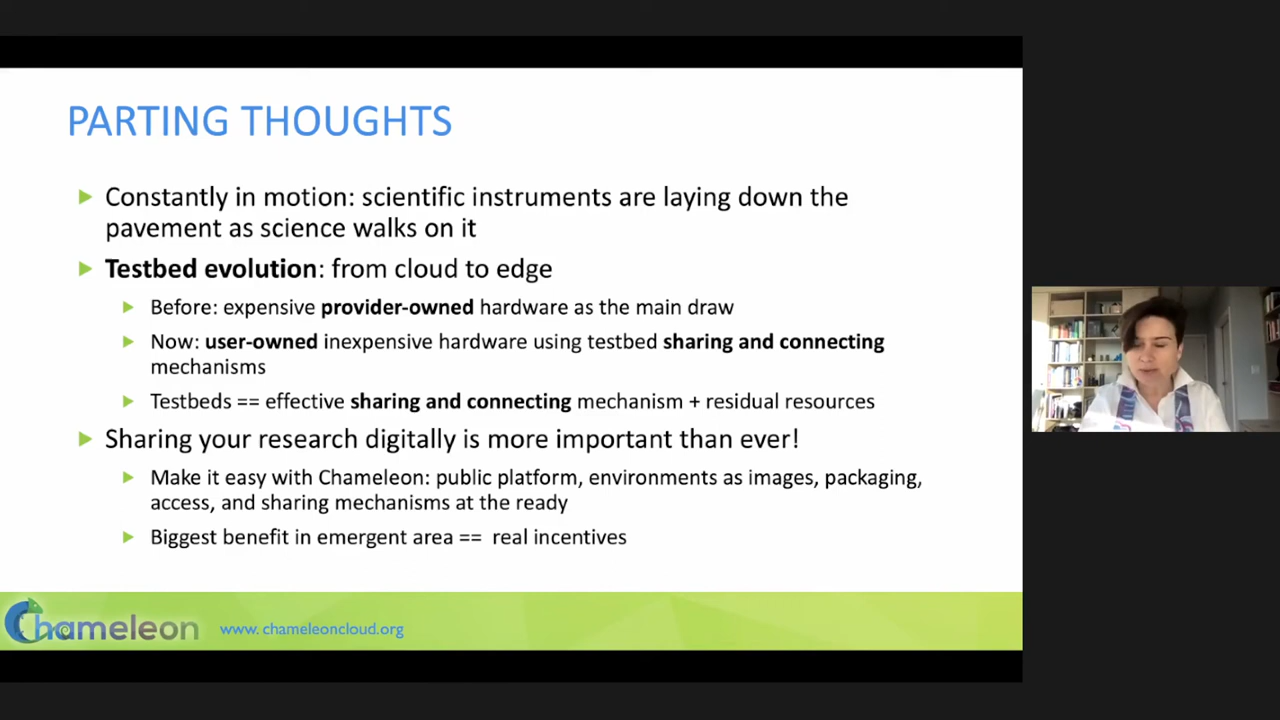 PARTING THOUGHTS
Constantly in motion: scientific instruments are laying down the
pavement as science walks on it
Testbed evolution: from cloud to edge
Before: expensive provider-owned hardware as the main draw
Now: user-owned inexpensive hardware using testbed sharing and connecting
mechanisms
Testbeds == effective sharing and connecting mechanism + residual resources
Sharing your research digitally is more important than ever!
Make it easy with Chameleon: public platform, environments as images, packaging,
access, and sharing mechanisms at the ready
Biggest benefit in emergent area == real incentives
Chameleon www. chameleoncloud.org